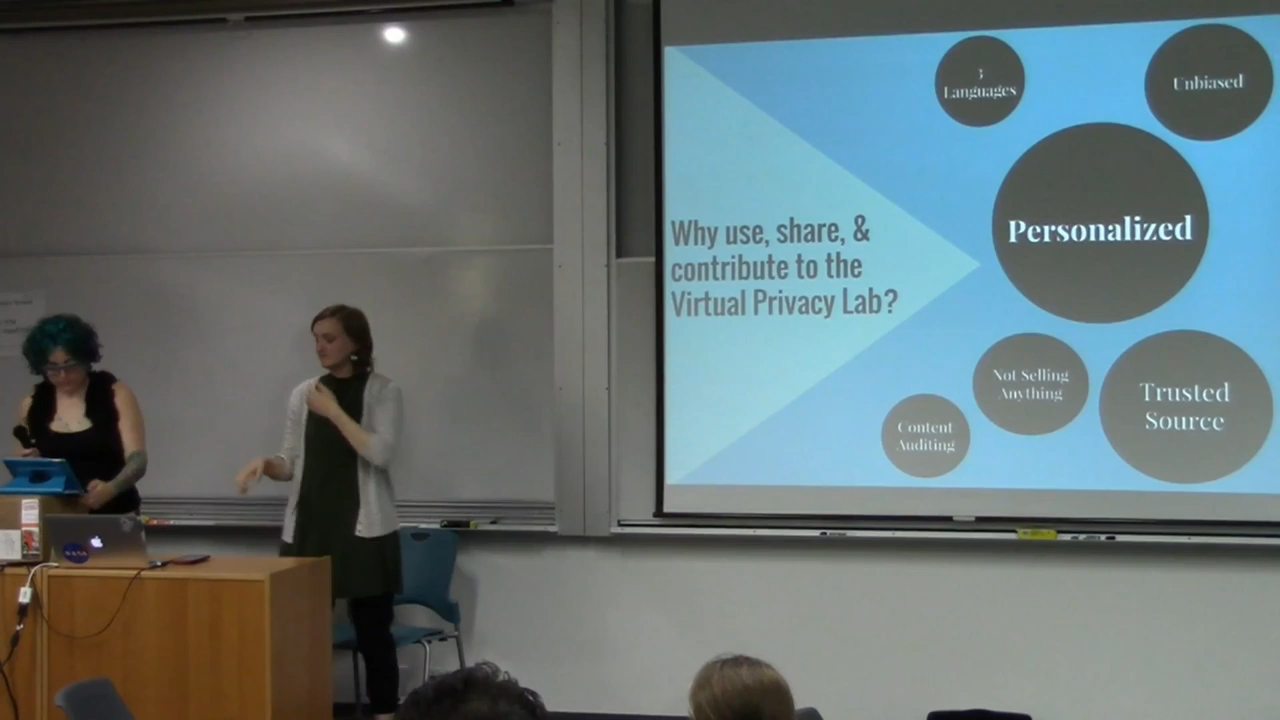 Why use, share, &
contribute to the
Virtual Privacy Lab?
3
Languages
Unbiased
Personalized
Not Selling
Anything
Trusted
Source
Content
Auditing
NASA